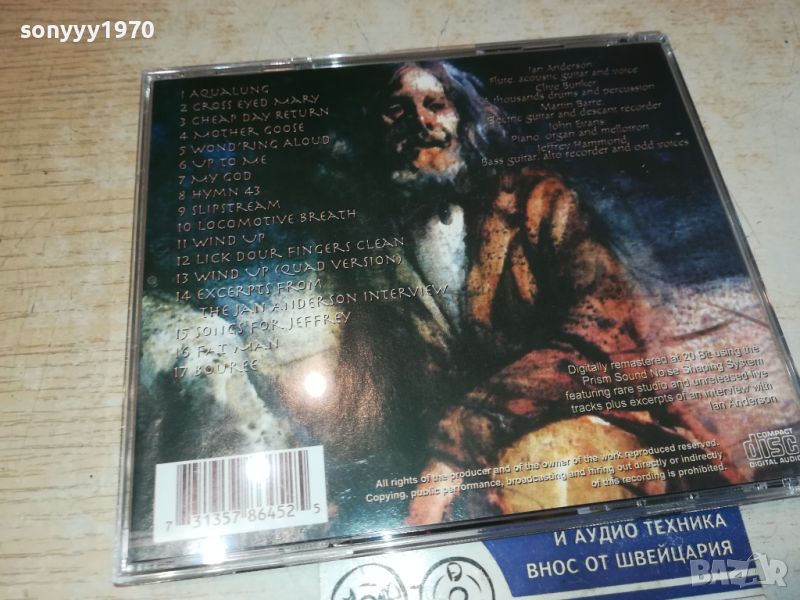 sonyyy1970
1 AQUALUNG
2 CROSS EYED MARY
3 CHEAP DAY RETURN
4 MOTHER GOOSE
5 WOND'RING ALOUD
6 UP TO ME
7 MY GOD
8 HYMN 43
9 SLIPSTREAM
10 LOCOMOTIVE BREATH
11 WIND UP
12 LICK DOUR FINGERS CLEAN
13 WIND UP (QUAD VERSION)
14 EXCERPTS FROM
THE JAN ANDERSON INTERVIEW
15 SONGS FOR JEFFREY
16 FAT MAN
17 BOUREE
Ian Anderson
Flute, acoustic guitar and voice
Clive Bunker
thousands drums and percussion
Martin Barre
Electric guitar and descant recorder
John Evans
Piano, organ and mellotron
Jeffrey Hammond
Bass guitar, alto recorder and odd voices
Digitally remastered at 20 Bit using the
Prism Sound Noise Shaping System
featuring rare studio and unreleased live
tracks plus excerpts of an interview with
Ian Anderson
All rights of the producer and of the owner of the work reproduced reserved.
Copying, public performance, broadcasting and hiring out directly or indirectly
of this recording is prohibited.
COMPACT
disc
DIGITAL AUDIO
7 31357 86452 5
И АУДИО ТЕХНИКА
ВНОС ОТ ШВЕЙЦАРИЯ
BAZAR